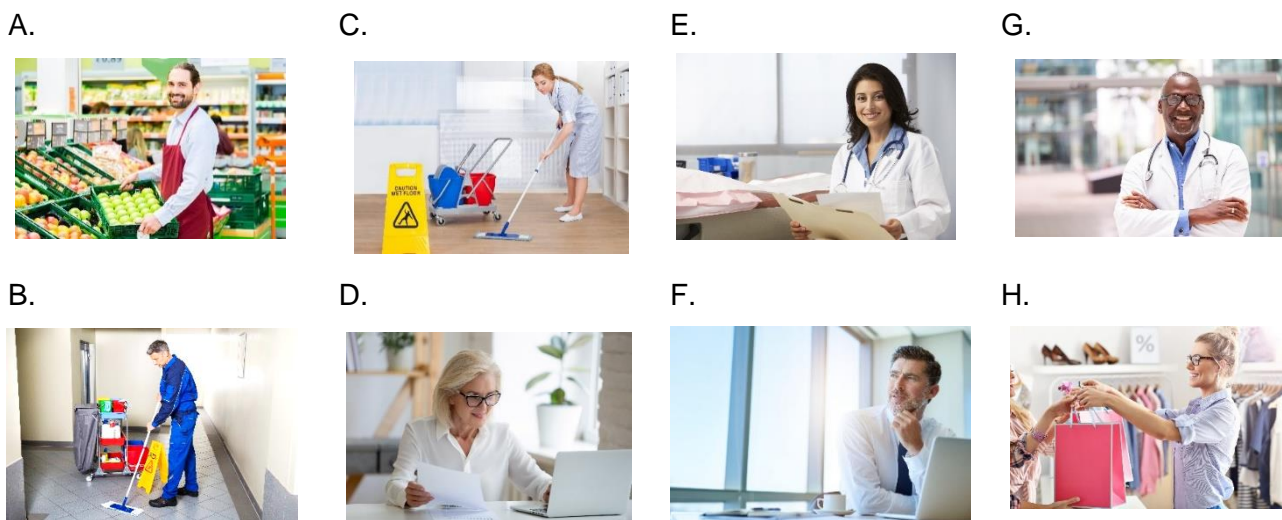 A.
C.
E.
G.
CAUTION
WET FLOOR
B.
D.
F.
H.
%